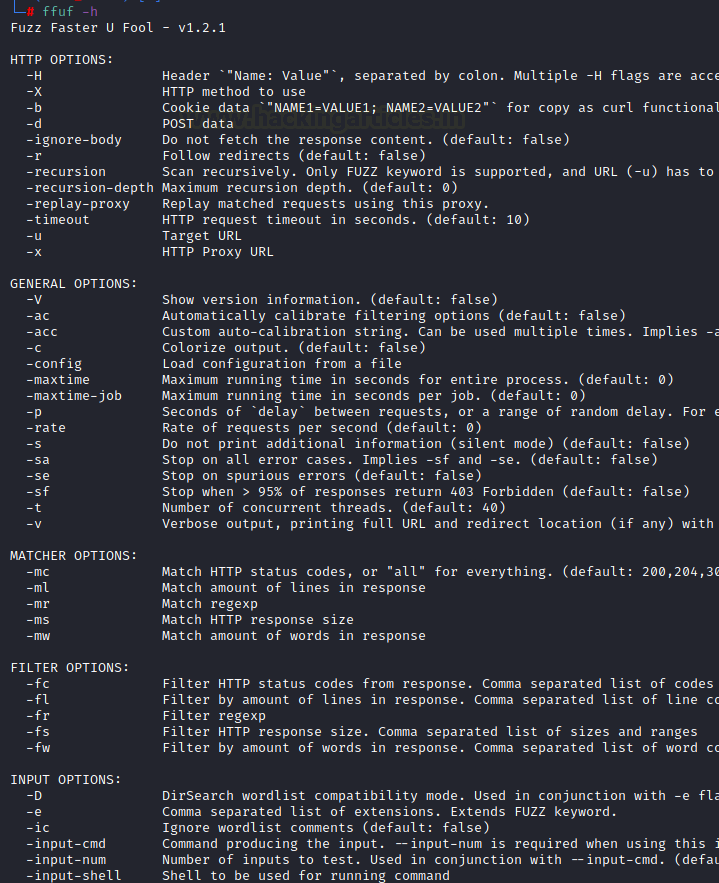 # ffuf -h
Fuzz Faster U Fool - v1.2.1
HTTP OPTIONS:
-H Header `"Name: Value"`, separated by colon. Multiple -H flags are acce
-X HTTP method to use
-b Cookie data `"NAME1=VALUE1; NAME2=VALUE2"` for copy as curl functional
www.hackingarticles.in
-d POST data
-ignore-body Do not fetch the response content. (default: false)
-r Follow redirects (default: false)
-recursion Scan recursively. Only FUZZ keyword is supported, and URL (-u) has to
-recursion-depth Maximum recursion depth. (default: 0)
-replay-proxy Replay matched requests using this proxy.
-timeout HTTP request timeout in seconds. (default: 10)
-u Target URL
-x HTTP Proxy URL
GENERAL OPTIONS:
-V Show version information. (default: false)
-ac Automatically calibrate filtering options (default: false)
-acc Custom auto-calibration string. Can be used multiple times. Implies -a
-c Colorize output. (default: false)
-config Load configuration from a file
-maxtime Maximum running time in seconds for entire process. (default: 0)
-maxtime-job Maximum running time in seconds per job. (default: 0)
-p Seconds of `delay` between requests, or a range of random delay. For e
-rate Rate of requests per second (default: 0)
-s Do not print additional information (silent mode) (default: false)
-sa Stop on all error cases. Implies -sf and -se. (default: false)
-se Stop on spurious errors (default: false)
-sf Stop when > 95% of responses return 403 Forbidden (default: false)
-t Number of concurrent threads. (default: 40)
-v Verbose output, printing full URL and redirect location (if any) with
MATCHER OPTIONS:
-mc Match HTTP status codes, or "all" for everything. (default: 200,204,30
-ml Match amount of lines in response
-mr Match regexp
-ms Match HTTP response size
-mw Match amount of words in response
FILTER OPTIONS:
-fc Filter HTTP status codes from response. Comma separated list of codes
-fl Filter by amount of lines in response. Comma separated list of line co
-fr Filter regexp
-fs Filter HTTP response size. Comma separated list of sizes and ranges
-fw Filter by amount of words in response. Comma separated list of word co
INPUT OPTIONS:
-D DirSearch wordlist compatibility mode. Used in conjunction with -e fla
-e Comma separated list of extensions. Extends FUZZ keyword.
-ic Ignore wordlist comments (default: false)
-input-cmd Command producing the input. --input-num is required when using this i
-input-num Number of inputs to test. Used in conjunction with --input-cmd. (defau
-input-shell Shell to be used for running command